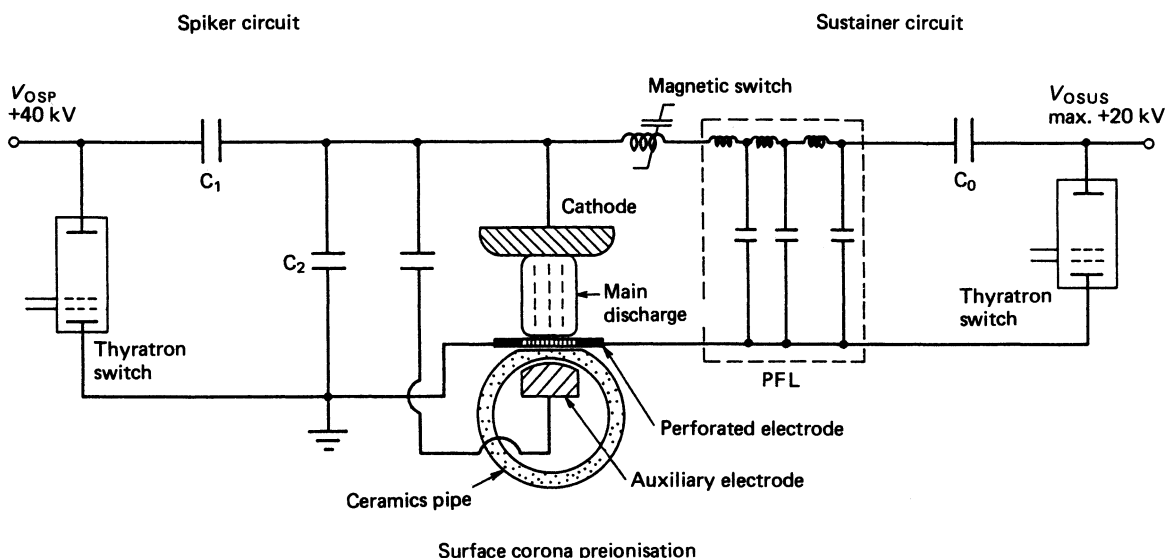 Spiker circuit
Sustainer circuit
V_OSP
+40 kV
Magnetic switch
V_OSUS
max. +20 kV
C₁
C₀
Cathode
C₂
Main
discharge
Thyratron
switch
Thyratron
switch
PFL
Perforated electrode
Auxiliary electrode
Ceramics pipe
Surface corona preionisation